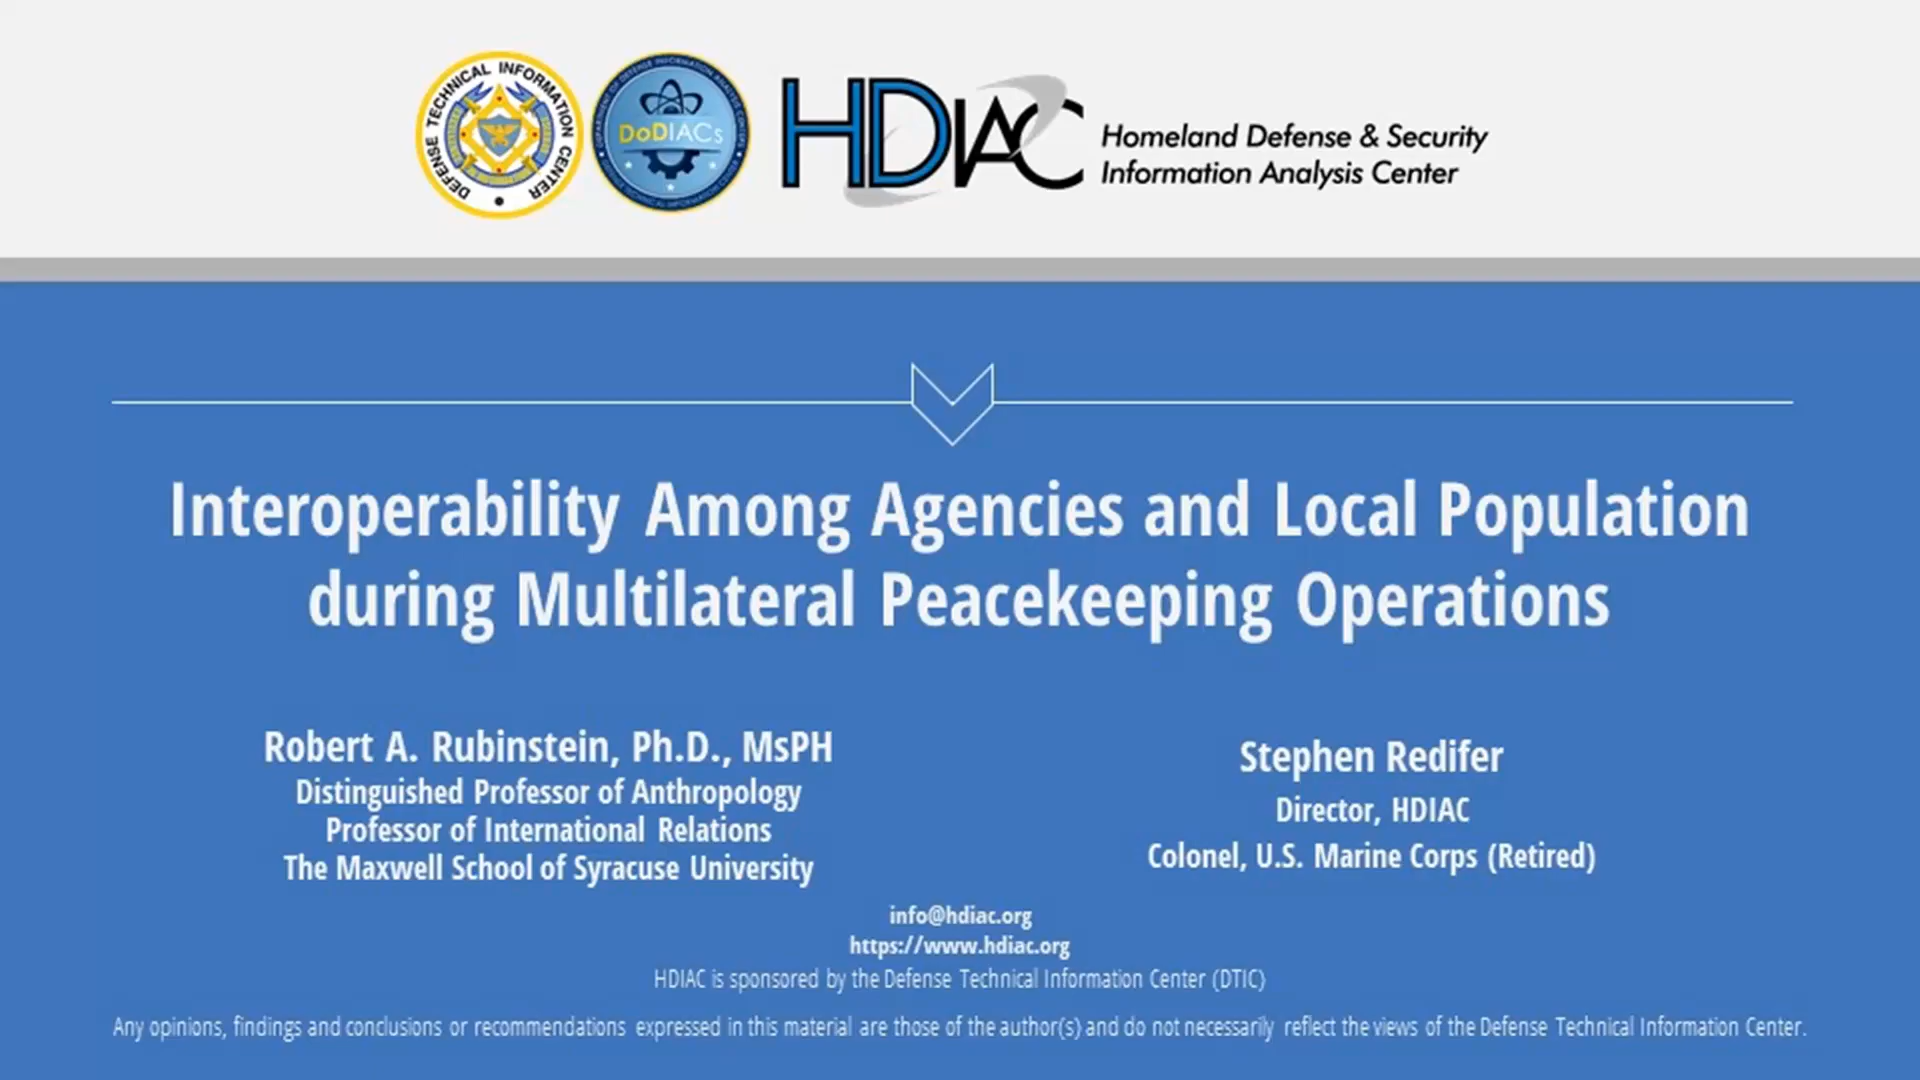 DEFENSE TECHNICAL INFORMATION CENTER
DoDIACs
HDIAC
Homeland Defense & Security
Information Analysis Center
Interoperability Among Agencies and Local Population
during Multilateral Peacekeeping Operations
Robert A. Rubinstein, Ph.D., MsPH
Distinguished Professor of Anthropology
Professor of International Relations
The Maxwell School of Syracuse University
Stephen Redifer
Director, HDIAC
Colonel, U.S. Marine Corps (Retired)
info@hdiac.org
https://www.hdiac.org
HDIAC is sponsored by the Defense Technical Information Center (DTIC)
Any opinions, findings and conclusions or recommendations expressed in this material are those of the author(s) and do not necessarily reflect the views of the Defense Technical Information Center.